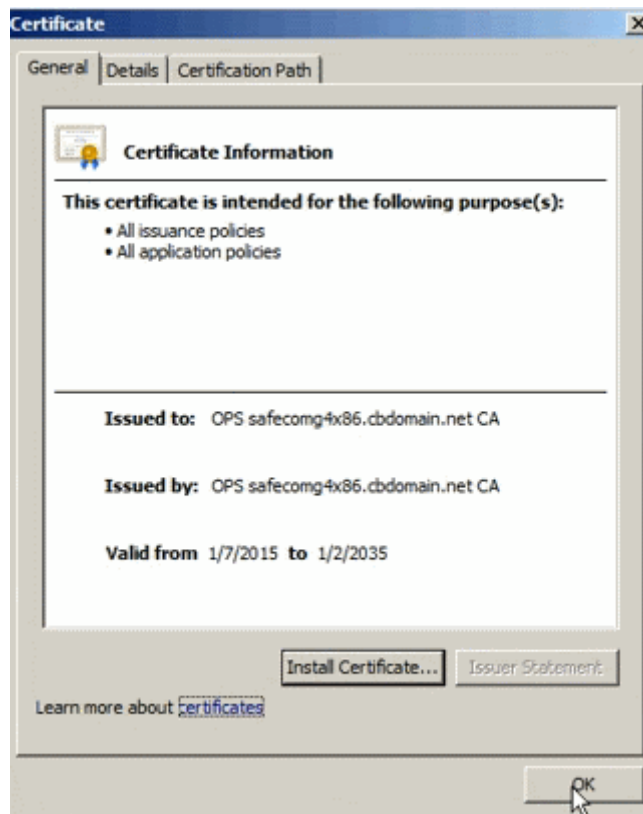 Certificate
General Details Certification Path
Certificate Information
This certificate is intended for the following purpose(s):
• All issuance policies
• All application policies
Issued to: OPS safecomg4x86.cbdomain.net CA
Issued by: OPS safecomg4x86.cbdomain.net CA
Valid from 1/7/2015 to 1/2/2035
Install Certificate... Issuer Statement
Learn more about certificates
OK